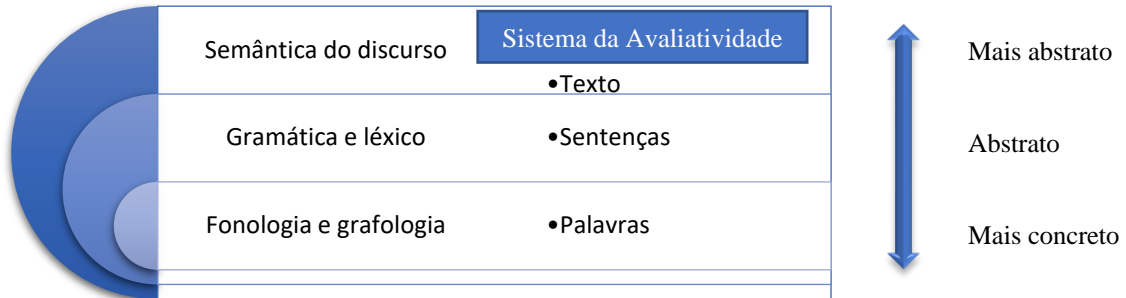 Semântica do discurso
Sistema da Avaliatividade
•Texto
Mais abstrato
Gramática e léxico
•Sentenças
Abstrato
Fonologia e grafologia
•Palavras
Mais concreto